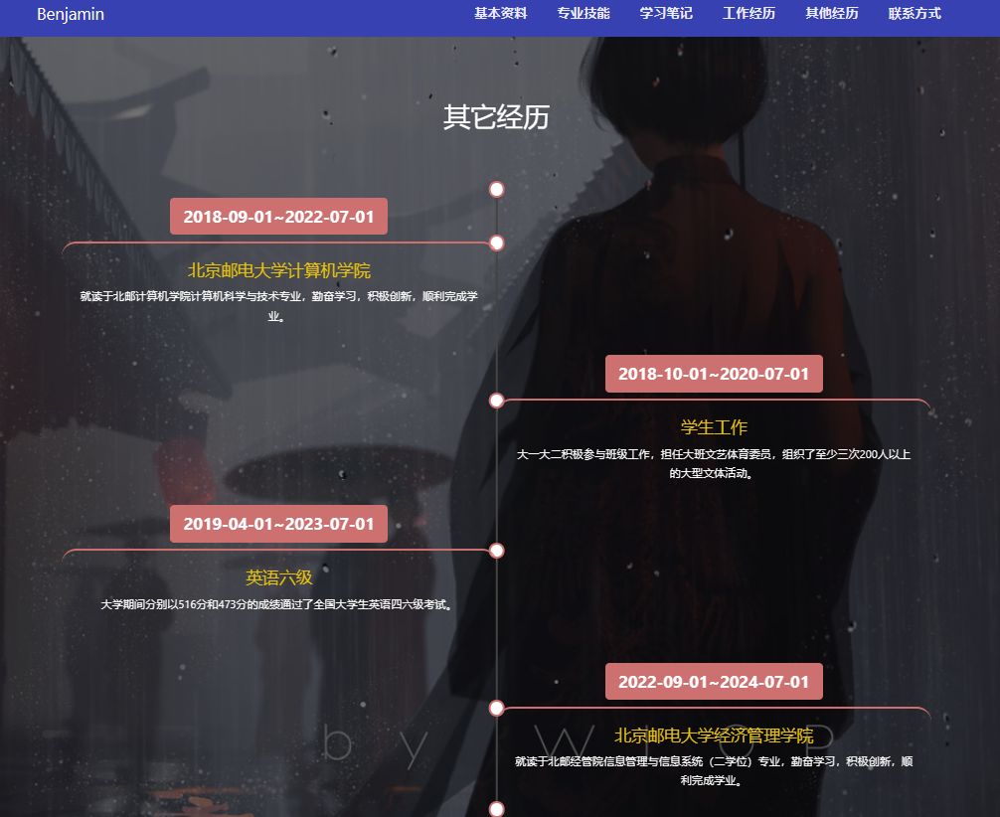 Benjamin
基本资料 专业技能 学习笔记 工作经历 其他经历 联系方式
其它经历
2018-09-01~2022-07-01
北京邮电大学计算机学院
就读于北邮计算机学院计算机科学与技术专业，勤奋学习，积极创新，顺利完成学
业。
2018-10-01~2020-07-01
学生工作
大一大二积极参与班级工作，担任大班文艺体育委员，组织了至少三次200人以上
的大型文体活动。
2019-04-01~2023-07-01
英语六级
大学期间分别以516分和473分的成绩通过了全国大学生英语四六级考试。
2022-09-01~2024-07-01
北京邮电大学经济管理学院
就读于北邮经管院信息管理与信息系统（二学位）专业，勤奋学习，积极创新，顺
利完成学业。
by WLOP